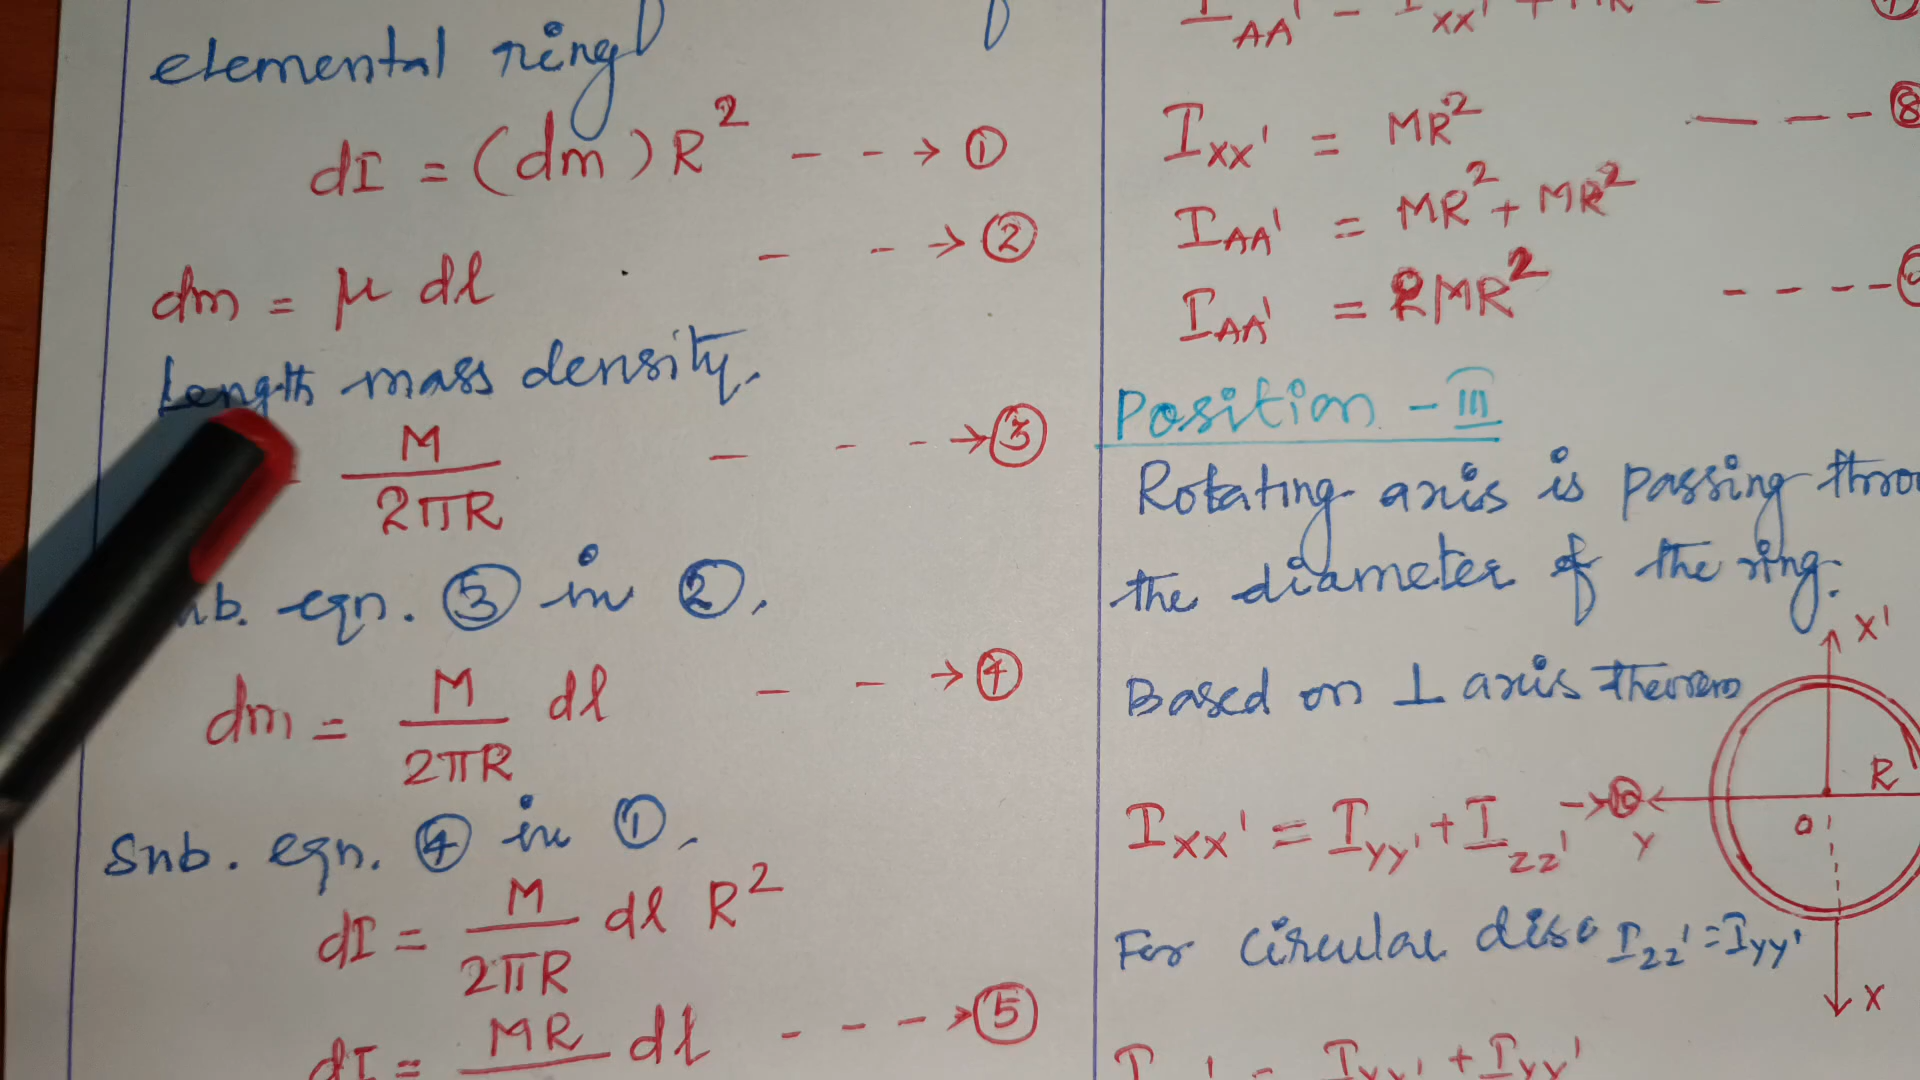 elemental ring
dI = (dm) R² - - → ①
dm = μ dl - - → ②
Length mass density,
M / 2πR - - - → ③
ub. eqn. ③ in ②,
dm = M / 2πR dl - - → ④
Sub. eqn. ④ in ①,
dI = M / 2πR dl R²
dI = MR dl - - - → ⑤
I_XX' = MR² - - - ⑧
I_AA' = MR² + MR²
I_AA' = 2MR² - - - -
Position - III
Rotating axis is passing
the diameter of the ring.
Based on ⊥ axis theorem
I_XX' = I_YY' + I_ZZ' → ⑩
For circular disc I_ZZ' = I_YY'
X'
R
O
Y
X